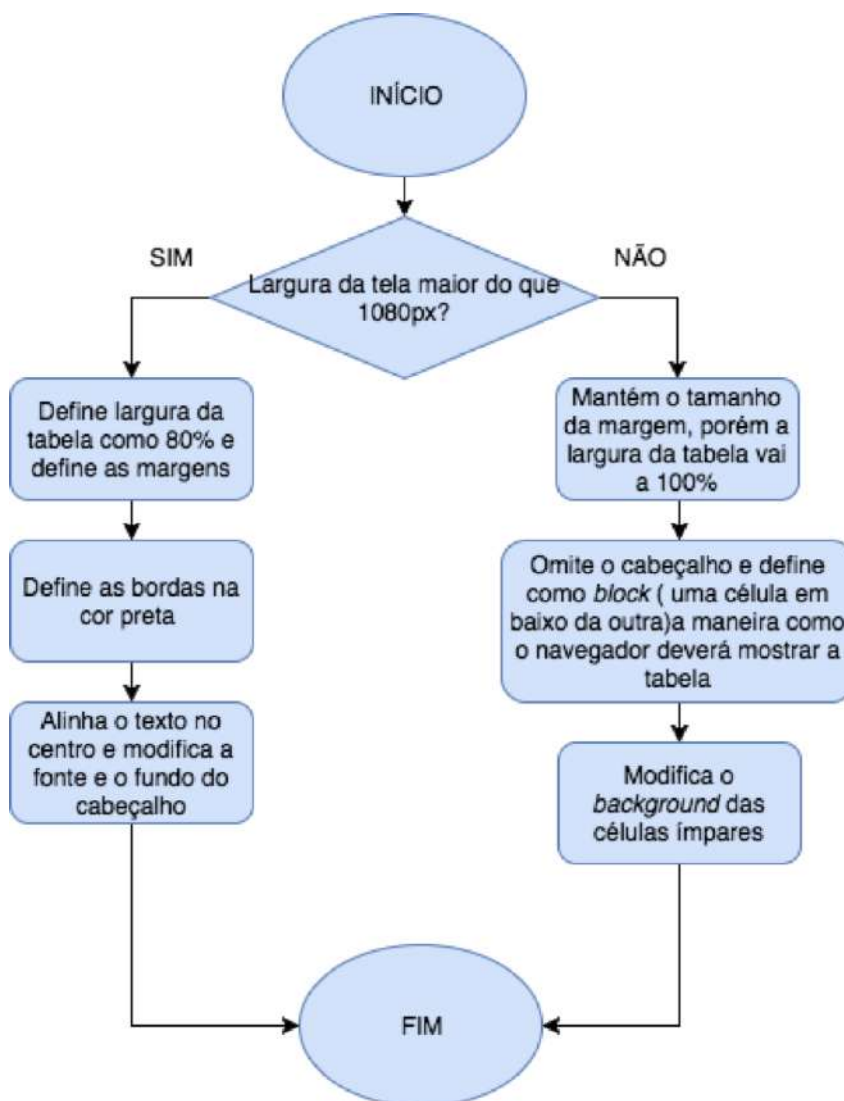 INÍCIO
SIM
NÃO
Largura da tela maior do que
1080px?
Define largura da
tabela como 80% e
define as margens
Define as bordas na
cor preta
Alinha o texto no
centro e modifica a
fonte e o fundo do
cabeçalho
Mantém o tamanho
da margem, porém a
largura da tabela vai
a 100%
Omite o cabeçalho e define
como block ( uma célula em
baixo da outra)a maneira como
o navegador deverá mostrar a
tabela
Modifica o
background das
células ímpares
FIM